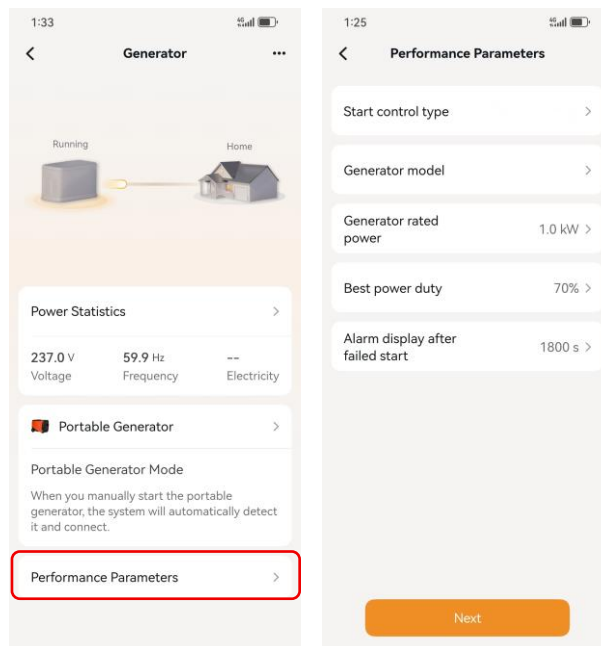 1:33
4G
Generator
Running
Home
Power Statistics
237.0 V
59.9 Hz
--
Voltage
Frequency
Electricity
Portable Generator
Portable Generator Mode
When you manually start the portable
generator, the system will automatically detect
it and connect.
Performance Parameters
1:25
4G
Performance Parameters
Start control type
Generator model
Generator rated
power
1.0 kW
Best power duty
70%
Alarm display after
failed start
1800 s
Next